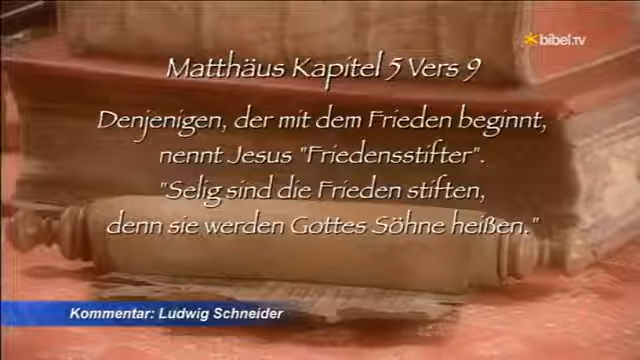 bibel.TV
Matthäus Kapitel 5 Vers 9
Denjenigen, der mit dem Frieden beginnt,
nennt Jesus "Friedensstifter".
"Selig sind die Frieden stiften,
denn sie werden Gottes Söhne heißen."
Kommentar: Ludwig Schneider